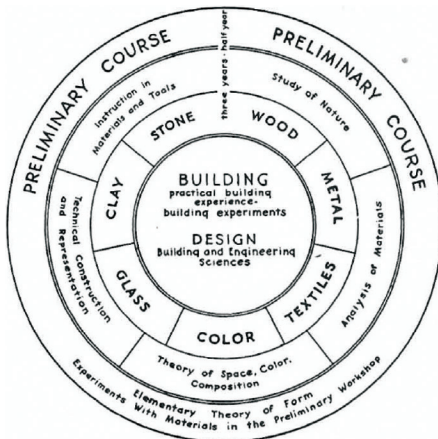 PRELIMINARY COURSE
PRELIMINARY COURSE
three years · half year
Instruction in
Materials and Tools
Study of Nature
STONE
WOOD
CLAY
METAL
BUILDING
practical building
experience-
building experiments
DESIGN
Building and Engineering
Sciences
GLASS
TEXTILES
COLOR
Technical Construction
and Representation
Analysis of Materials
Theory of Space, Color,
Composition
Elementary Theory of Form
Experiments With Materials in the Preliminary Workshop